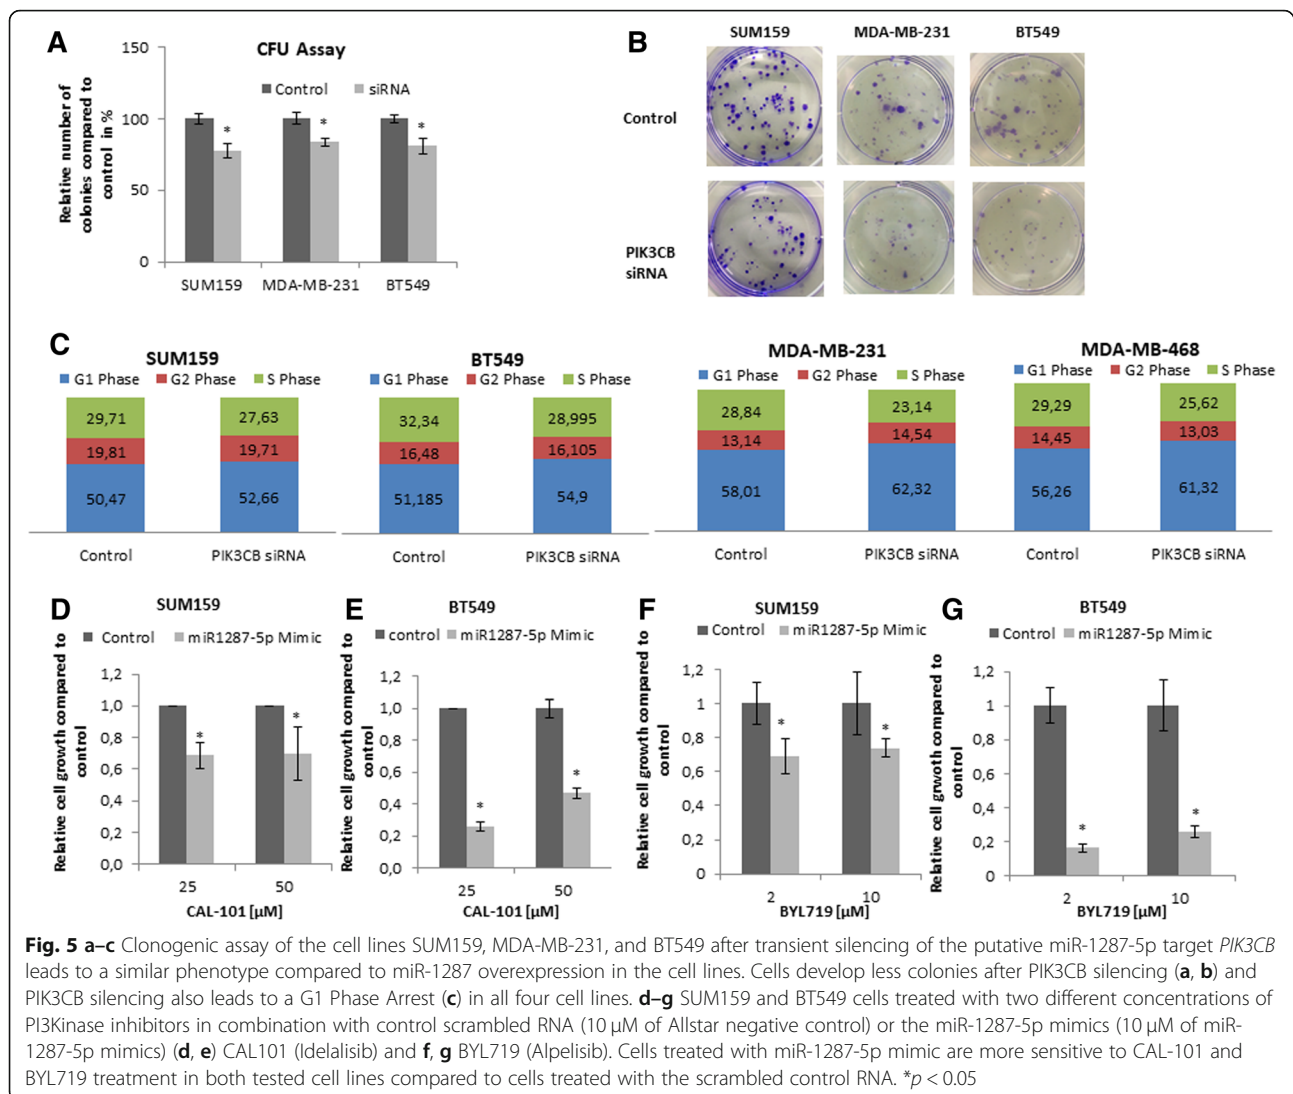 A
CFU Assay
Control siRNA
Relative number of
colonies compared to
control in %
150
100
50
0
* * *
SUM159 MDA-MB-231 BT549
B
SUM159 MDA-MB-231 BT549
Control
PIK3CB
siRNA
C
SUM159
G1 Phase G2 Phase S Phase
29,71 27,63
19,81 19,71
50,47 52,66
Control PIK3CB siRNA
BT549
G1 Phase G2 Phase S Phase
32,34 28,995
16,48 16,105
51,185 54,9
Control PIK3CB siRNA
MDA-MB-231
G1 Phase G2 Phase S Phase
28,84 23,14
13,14 14,54
58,01 62,32
Control PIK3CB siRNA
MDA-MB-468
G1 Phase G2 Phase S Phase
29,29 25,62
14,45 13,03
56,26 61,32
Control PIK3CB siRNA
D
SUM159
Control miR1287-5p Mimic
Relative cell growth compared to
control
1,2
1,0
0,8
0,6
0,4
0,2
0,0
* *
25 50
CAL-101 [µM]
E
BT549
control miR1287-5p Mimic
Relative cell growth compared to
control
1,2
1,0
0,8
0,6
0,4
0,2
0,0
* *
25 50
CAL-101 [µM]
F
SUM159
Control miR1287-5p Mimic
Relative cell growth compared to
control
1,2
1
0,8
0,6
0,4
0,2
0
* *
2 10
BYL719 [µM]
G
BT549
Control miR1287-5p Mimic
Relative cell grwoth compared to
control
1,2
1
0,8
0,6
0,4
0,2
0
* *
2 10
BYL719 [µM]
Fig. 5 a–c Clonogenic assay of the cell lines SUM159, MDA-MB-231, and BT549 after transient silencing of the putative miR-1287-5p target PIK3CB
leads to a similar phenotype compared to miR-1287 overexpression in the cell lines. Cells develop less colonies after PIK3CB silencing (a, b) and
PIK3CB silencing also leads to a G1 Phase Arrest (c) in all four cell lines. d–g SUM159 and BT549 cells treated with two different concentrations of
PI3Kinase inhibitors in combination with control scrambled RNA (10 µM of Allstar negative control) or the miR-1287-5p mimics (10 µM of miR-
1287-5p mimics) (d, e) CAL101 (Idelalisib) and f, g BYL719 (Alpelisib). Cells treated with miR-1287-5p mimic are more sensitive to CAL-101 and
BYL719 treatment in both tested cell lines compared to cells treated with the scrambled control RNA. *p < 0.05